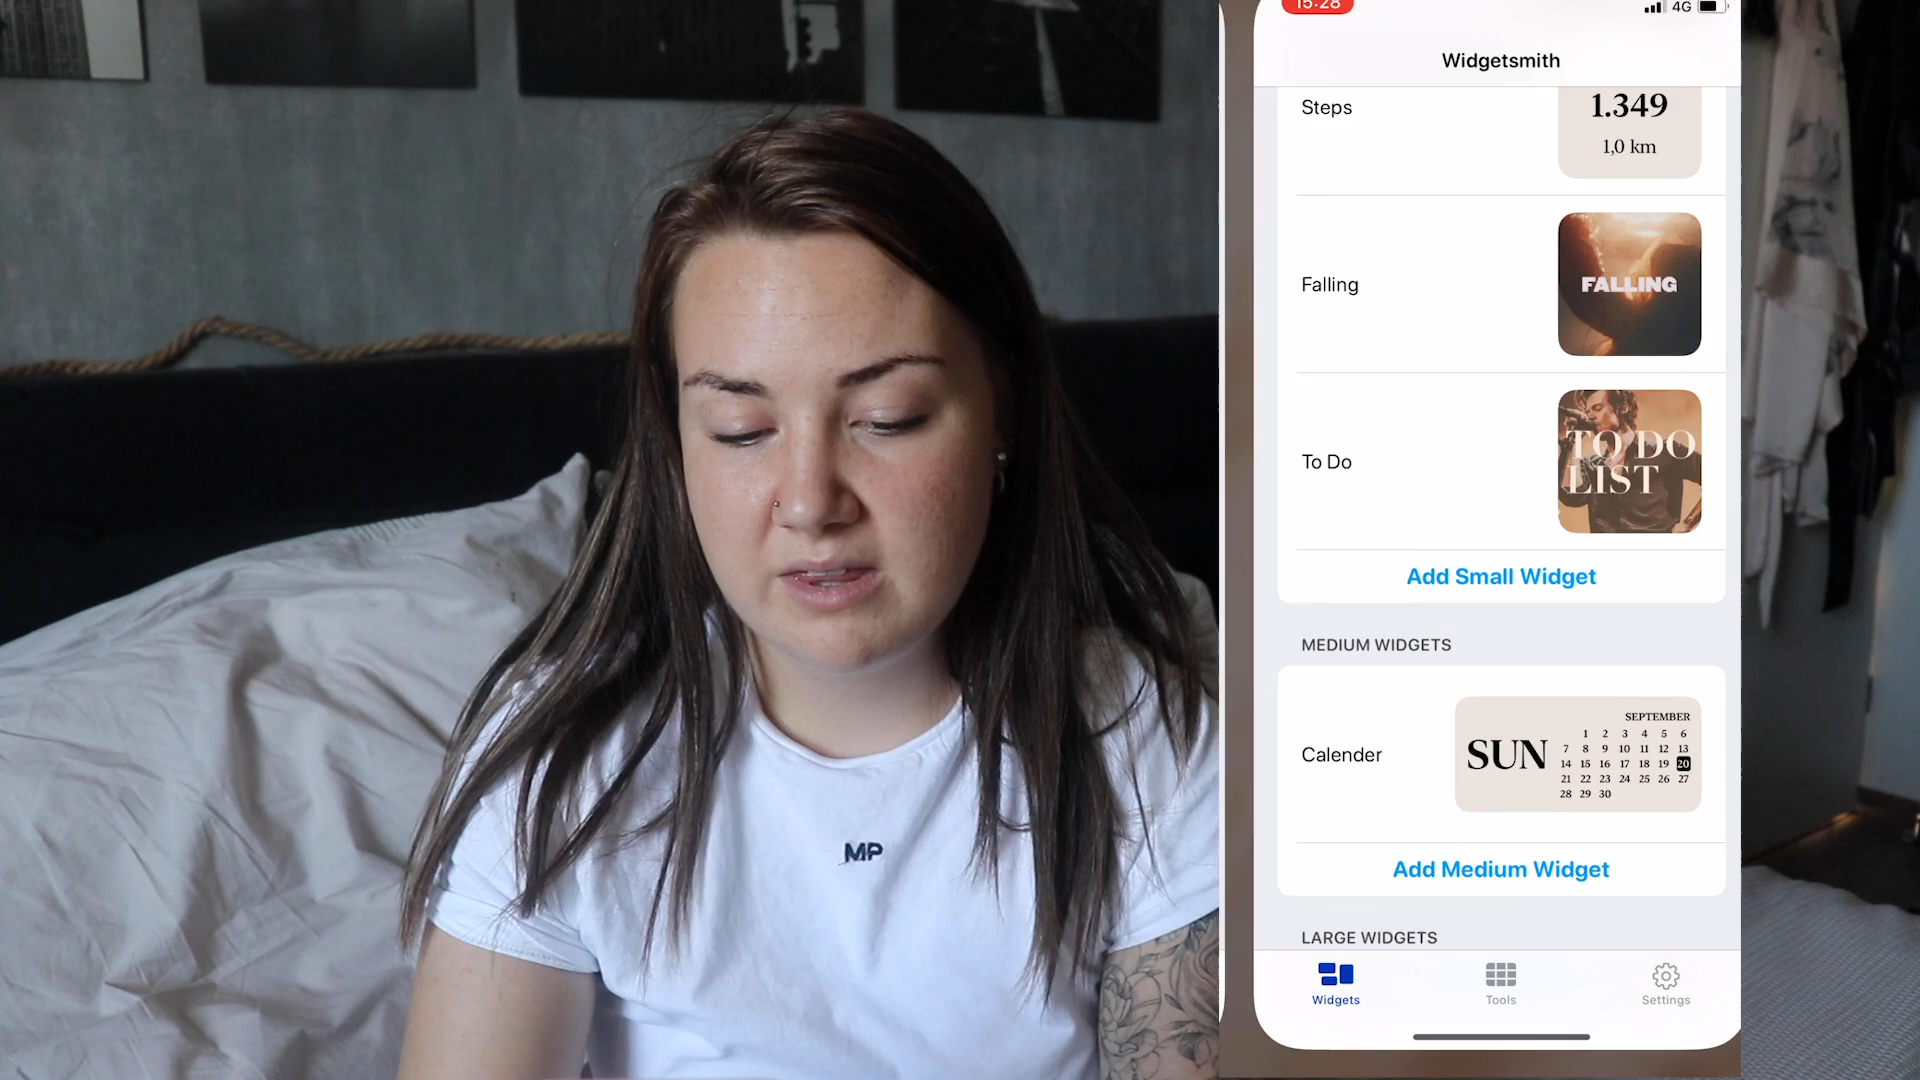 MP
15:28
4G
Widgetsmith
Steps
1.349
1,0 km
Falling
FALLING
To Do
TO DO
LIST
Add Small Widget
MEDIUM WIDGETS
Calender
SUN
SEPTEMBER
1 2 3 4 5 6
7 8 9 10 11 12 13
14 15 16 17 18 19 20
21 22 23 24 25 26 27
28 29 30
Add Medium Widget
LARGE WIDGETS
Widgets
Tools
Settings